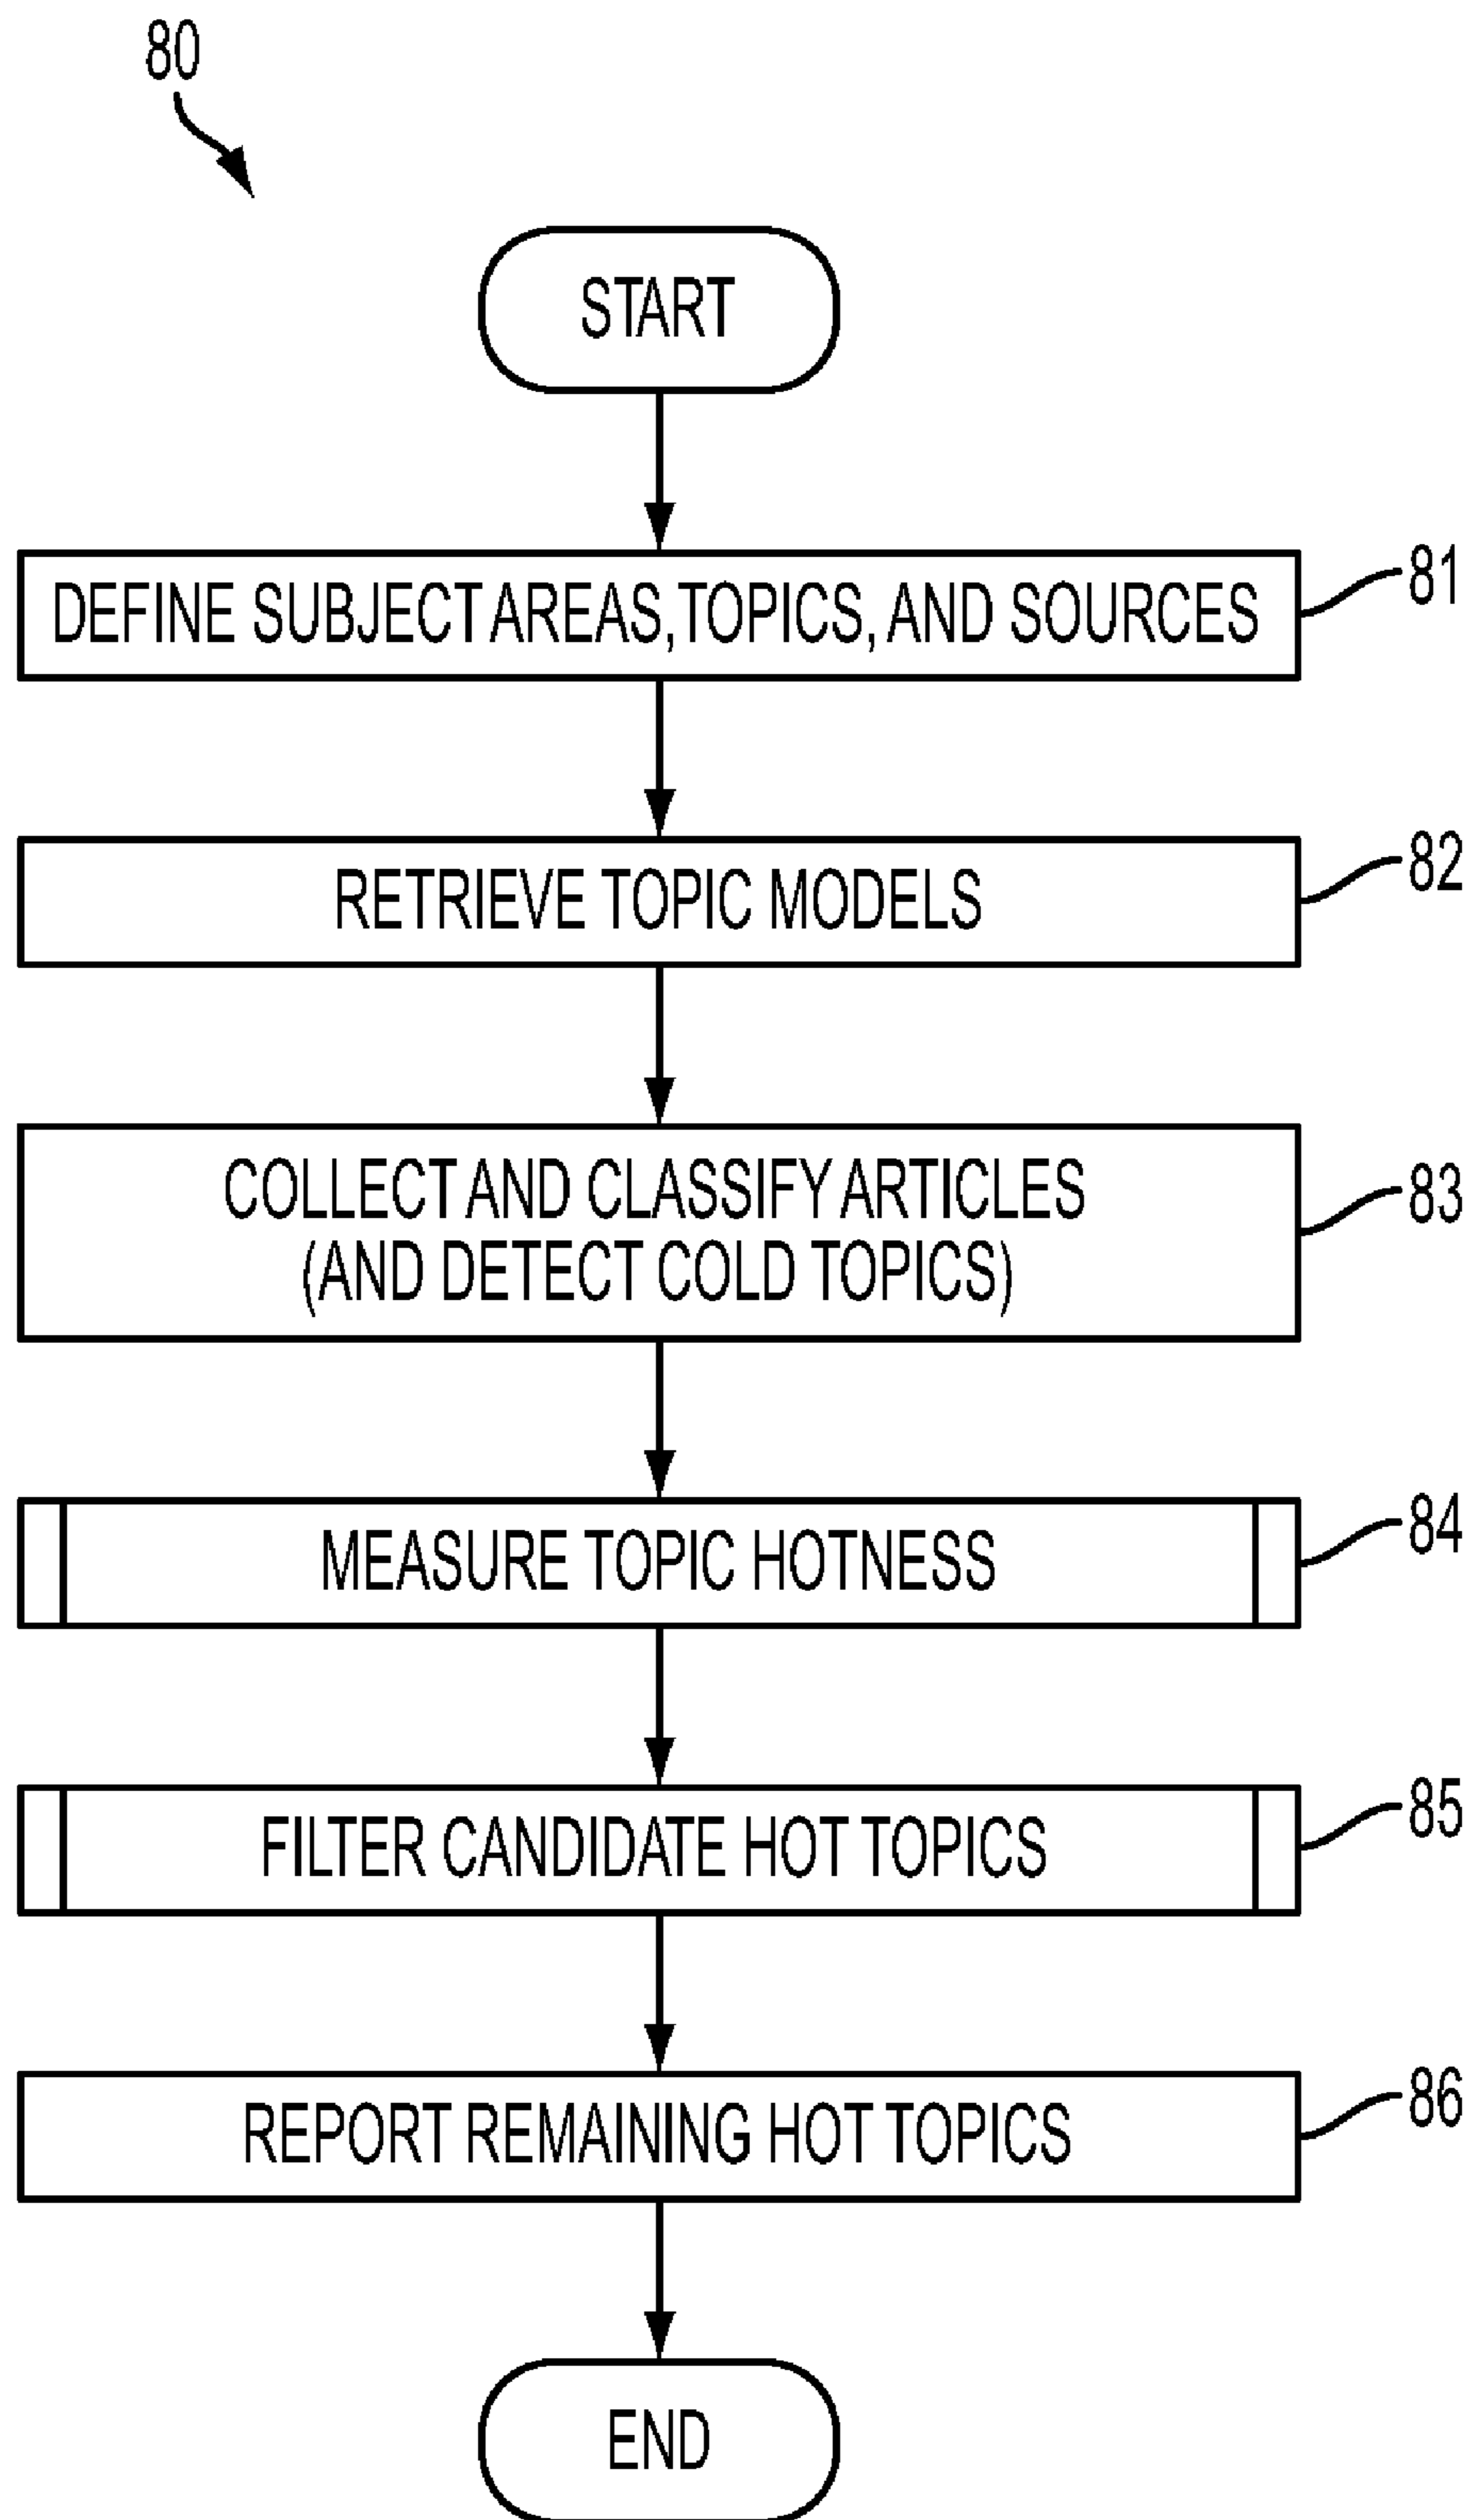 80
START
DEFINE SUBJECT AREAS, TOPICS, AND SOURCES
81
RETRIEVE TOPIC MODELS
82
COLLECT AND CLASSIFY ARTICLES
(AND DETECT COLD TOPICS)
83
MEASURE TOPIC HOTNESS
84
FILTER CANDIDATE HOT TOPICS
85
REPORT REMAINING HOT TOPICS
86
END